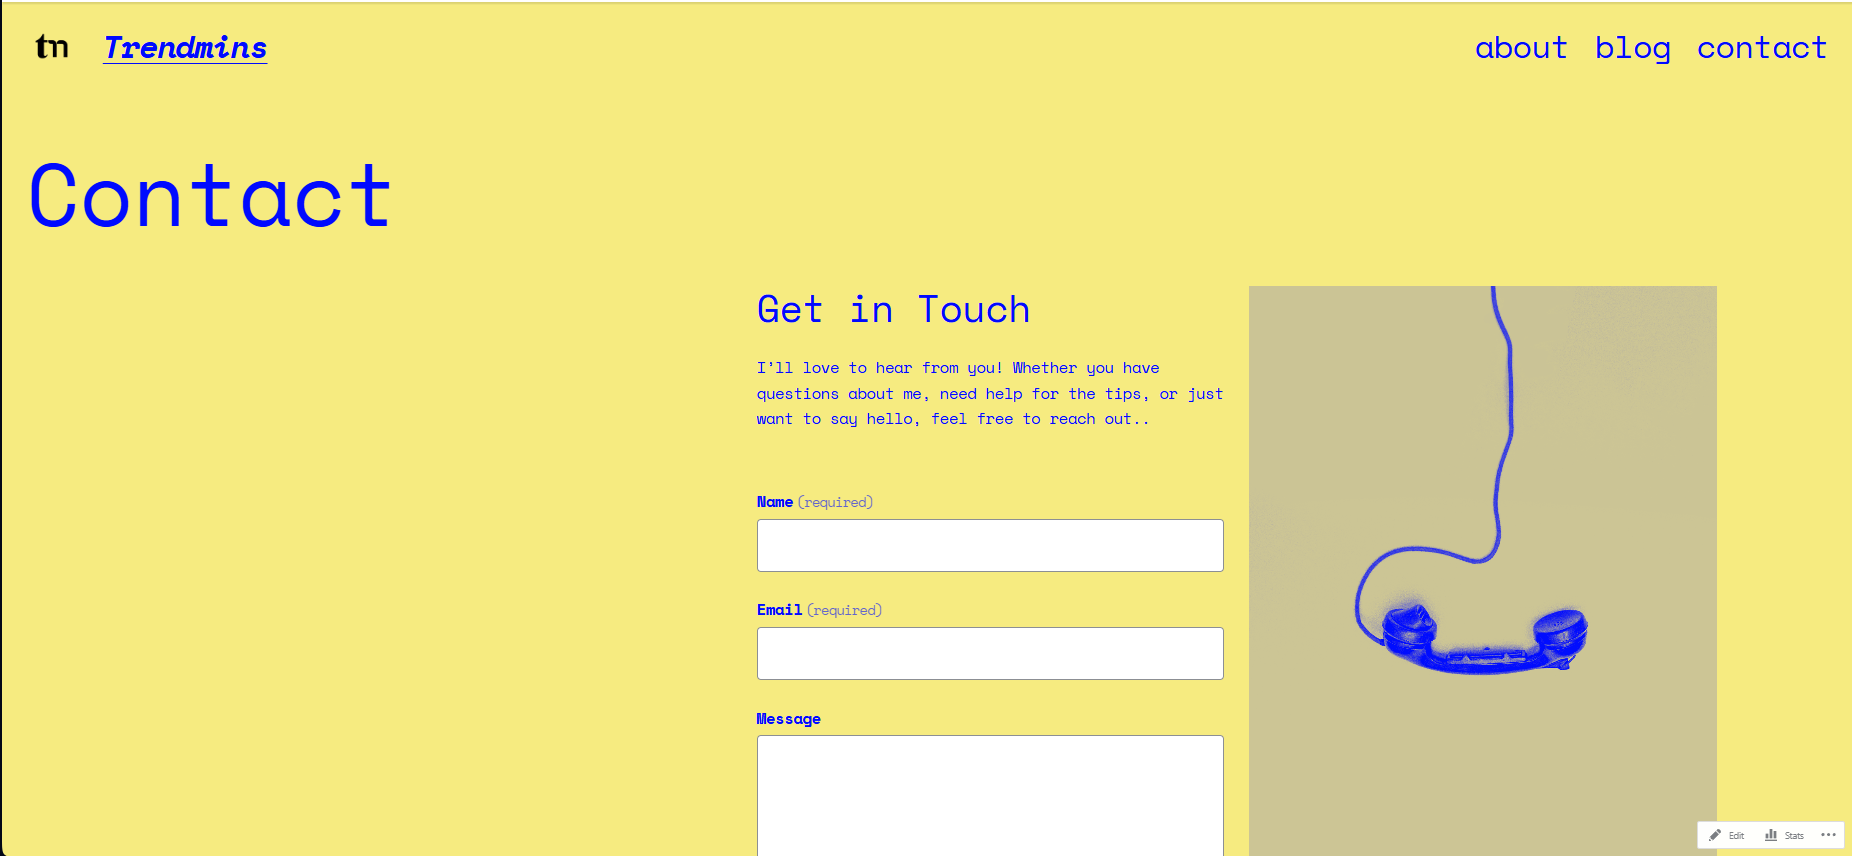 tn Trendmins about blog contact
Contact
Get in Touch
I'll love to hear from you! Whether you have
questions about me, need help for the tips, or just
want to say hello, feel free to reach out..
Name (required)
Email (required)
Message
Edit Stats